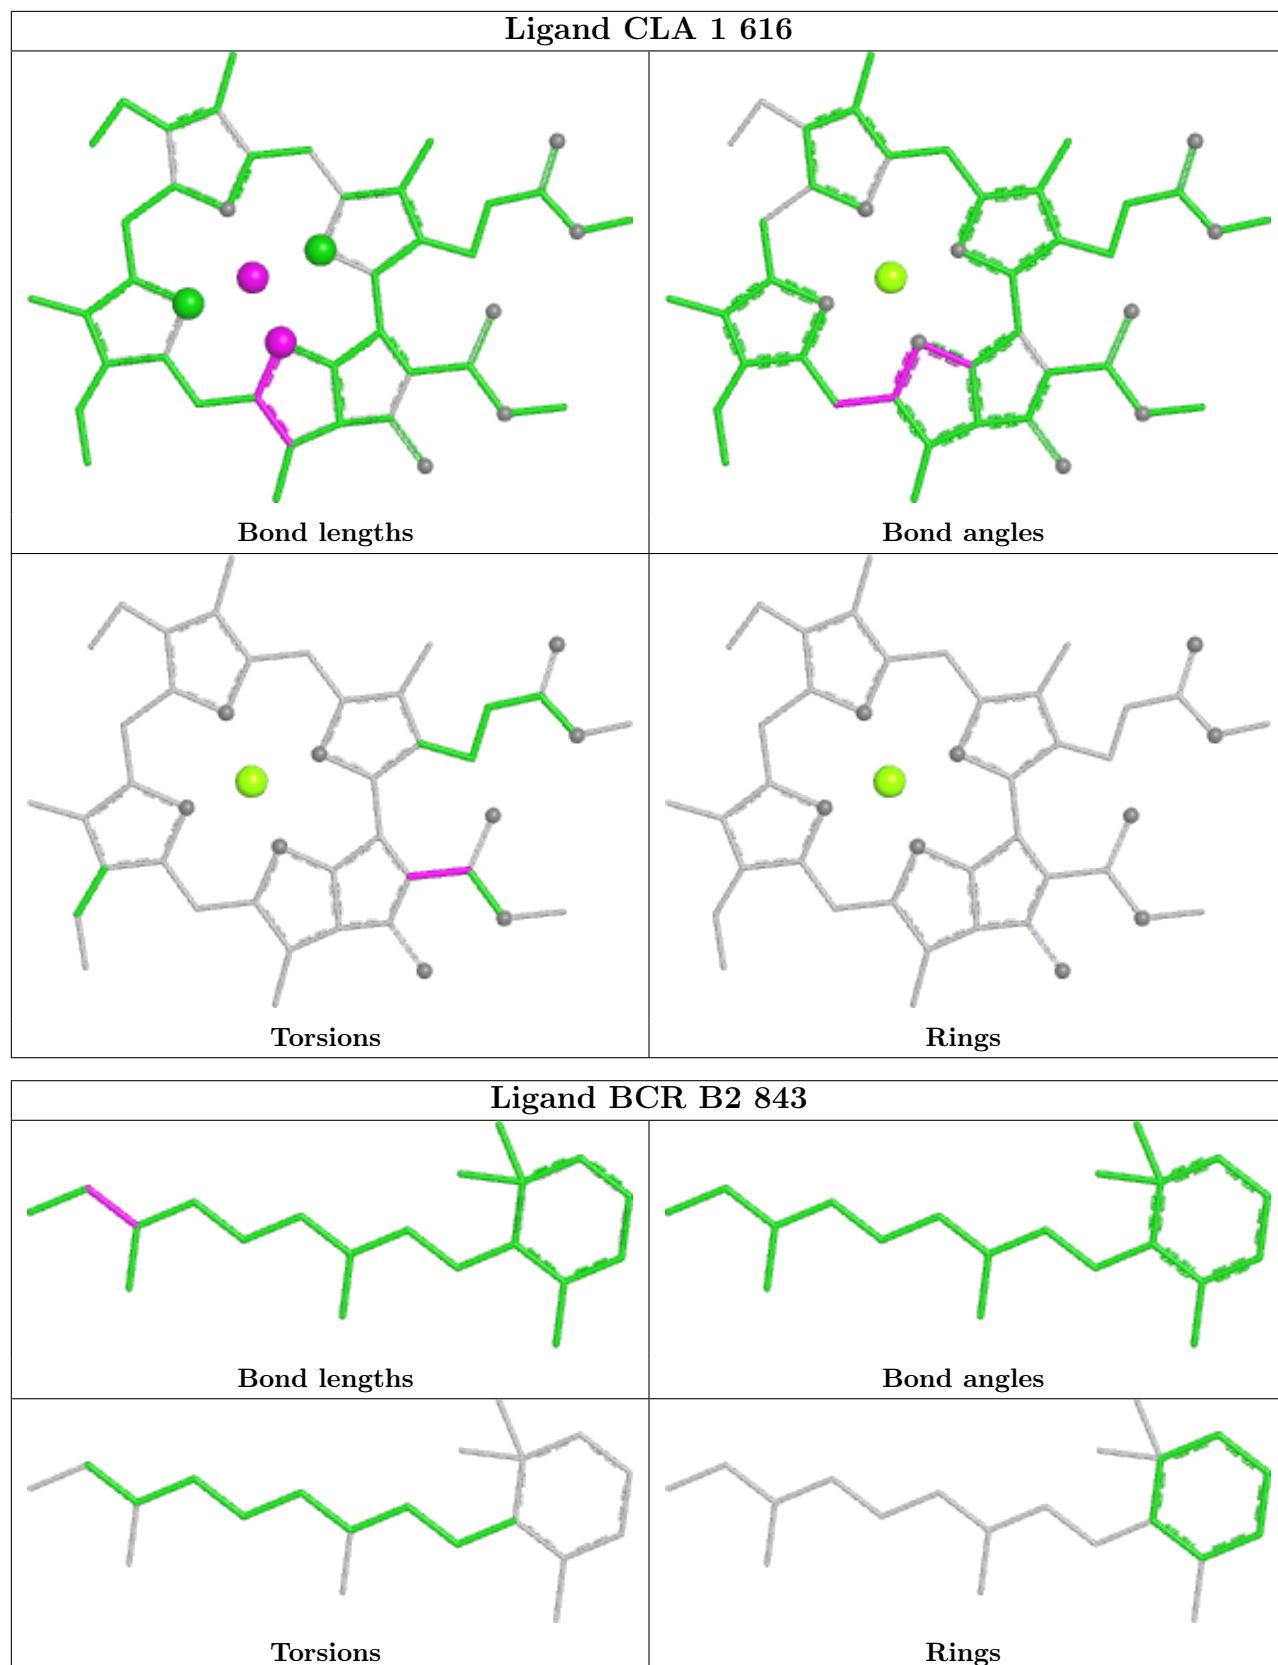 Ligand CLA 1 616
Bond lengths
Bond angles
Torsions
Rings
Ligand BCR B2 843
Bond lengths
Bond angles
Torsions
Rings